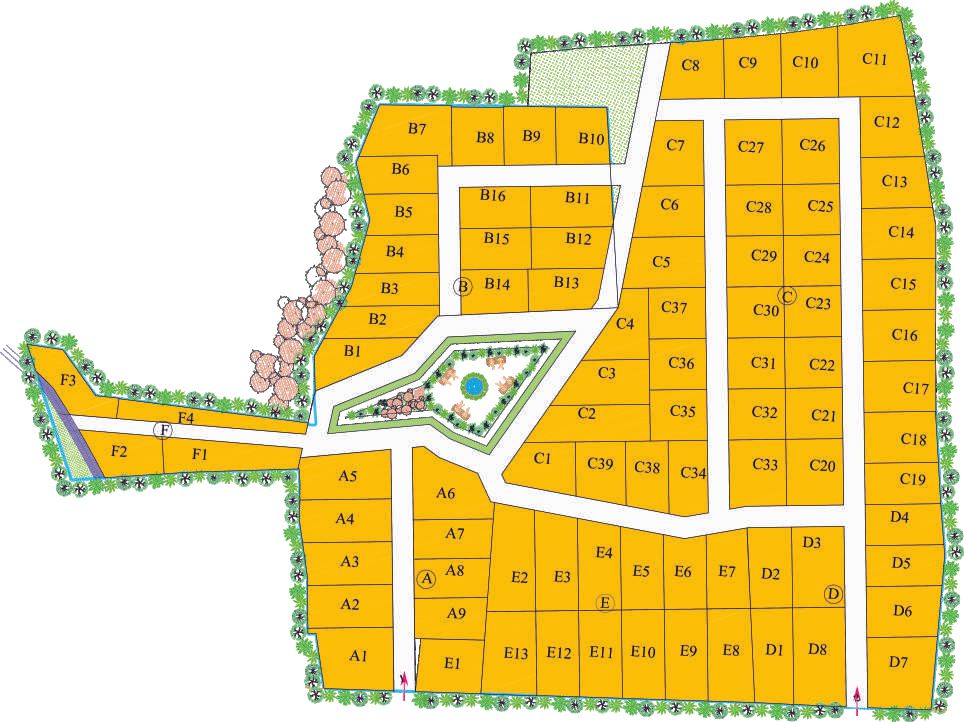 C8 C9 C10 C11
B7 B8 B9 B10
C7 C27 C26 C12
B6
C13
B5 B16 B11 C6 C28 C25
C14
B4 B15 B12 C5 C29 C24
B3 B B14 B13 C15
C30 C C23
B2 C4 C37
C16
B1 C36 C31 C22
F3 C3 C17
F4 C2 C35 C32 C21
F
F2 F1 C18
C1 C39 C38 C34 C33 C20
A5 C19
A6
A4 D4
A7 E4 D3
A3 A8 E2 E3 E5 E6 E7 D2 D5
A
A2 A9 E D D6
A1 E1 E13 E12 E11 E10 E9 E8 D1 D8 D7